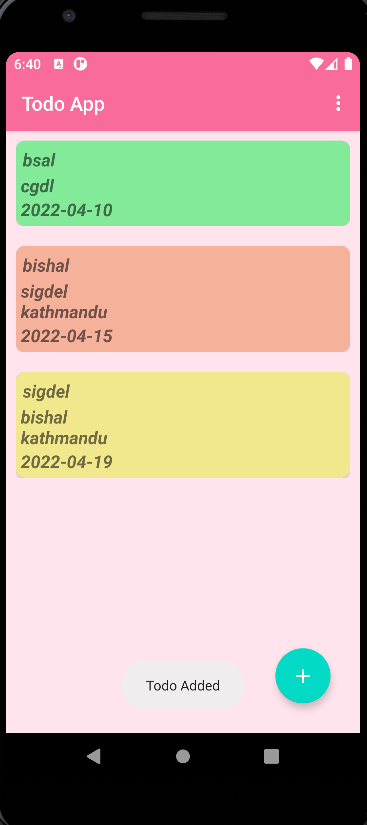 6:40
Todo App
bsal
cgdl
2022-04-10
bishal
sigdel
kathmandu
2022-04-15
sigdel
bishal
kathmandu
2022-04-19
Todo Added